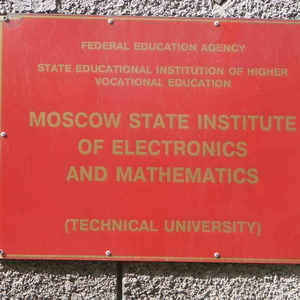 FEDERAL EDUCATION AGENCY
STATE EDUCATIONAL INSTITUTION OF HIGHER
VOCATIONAL EDUCATION
MOSCOW STATE INSTITUTE
OF ELECTRONICS
AND MATHEMATICS
(TECHNICAL UNIVERSITY)